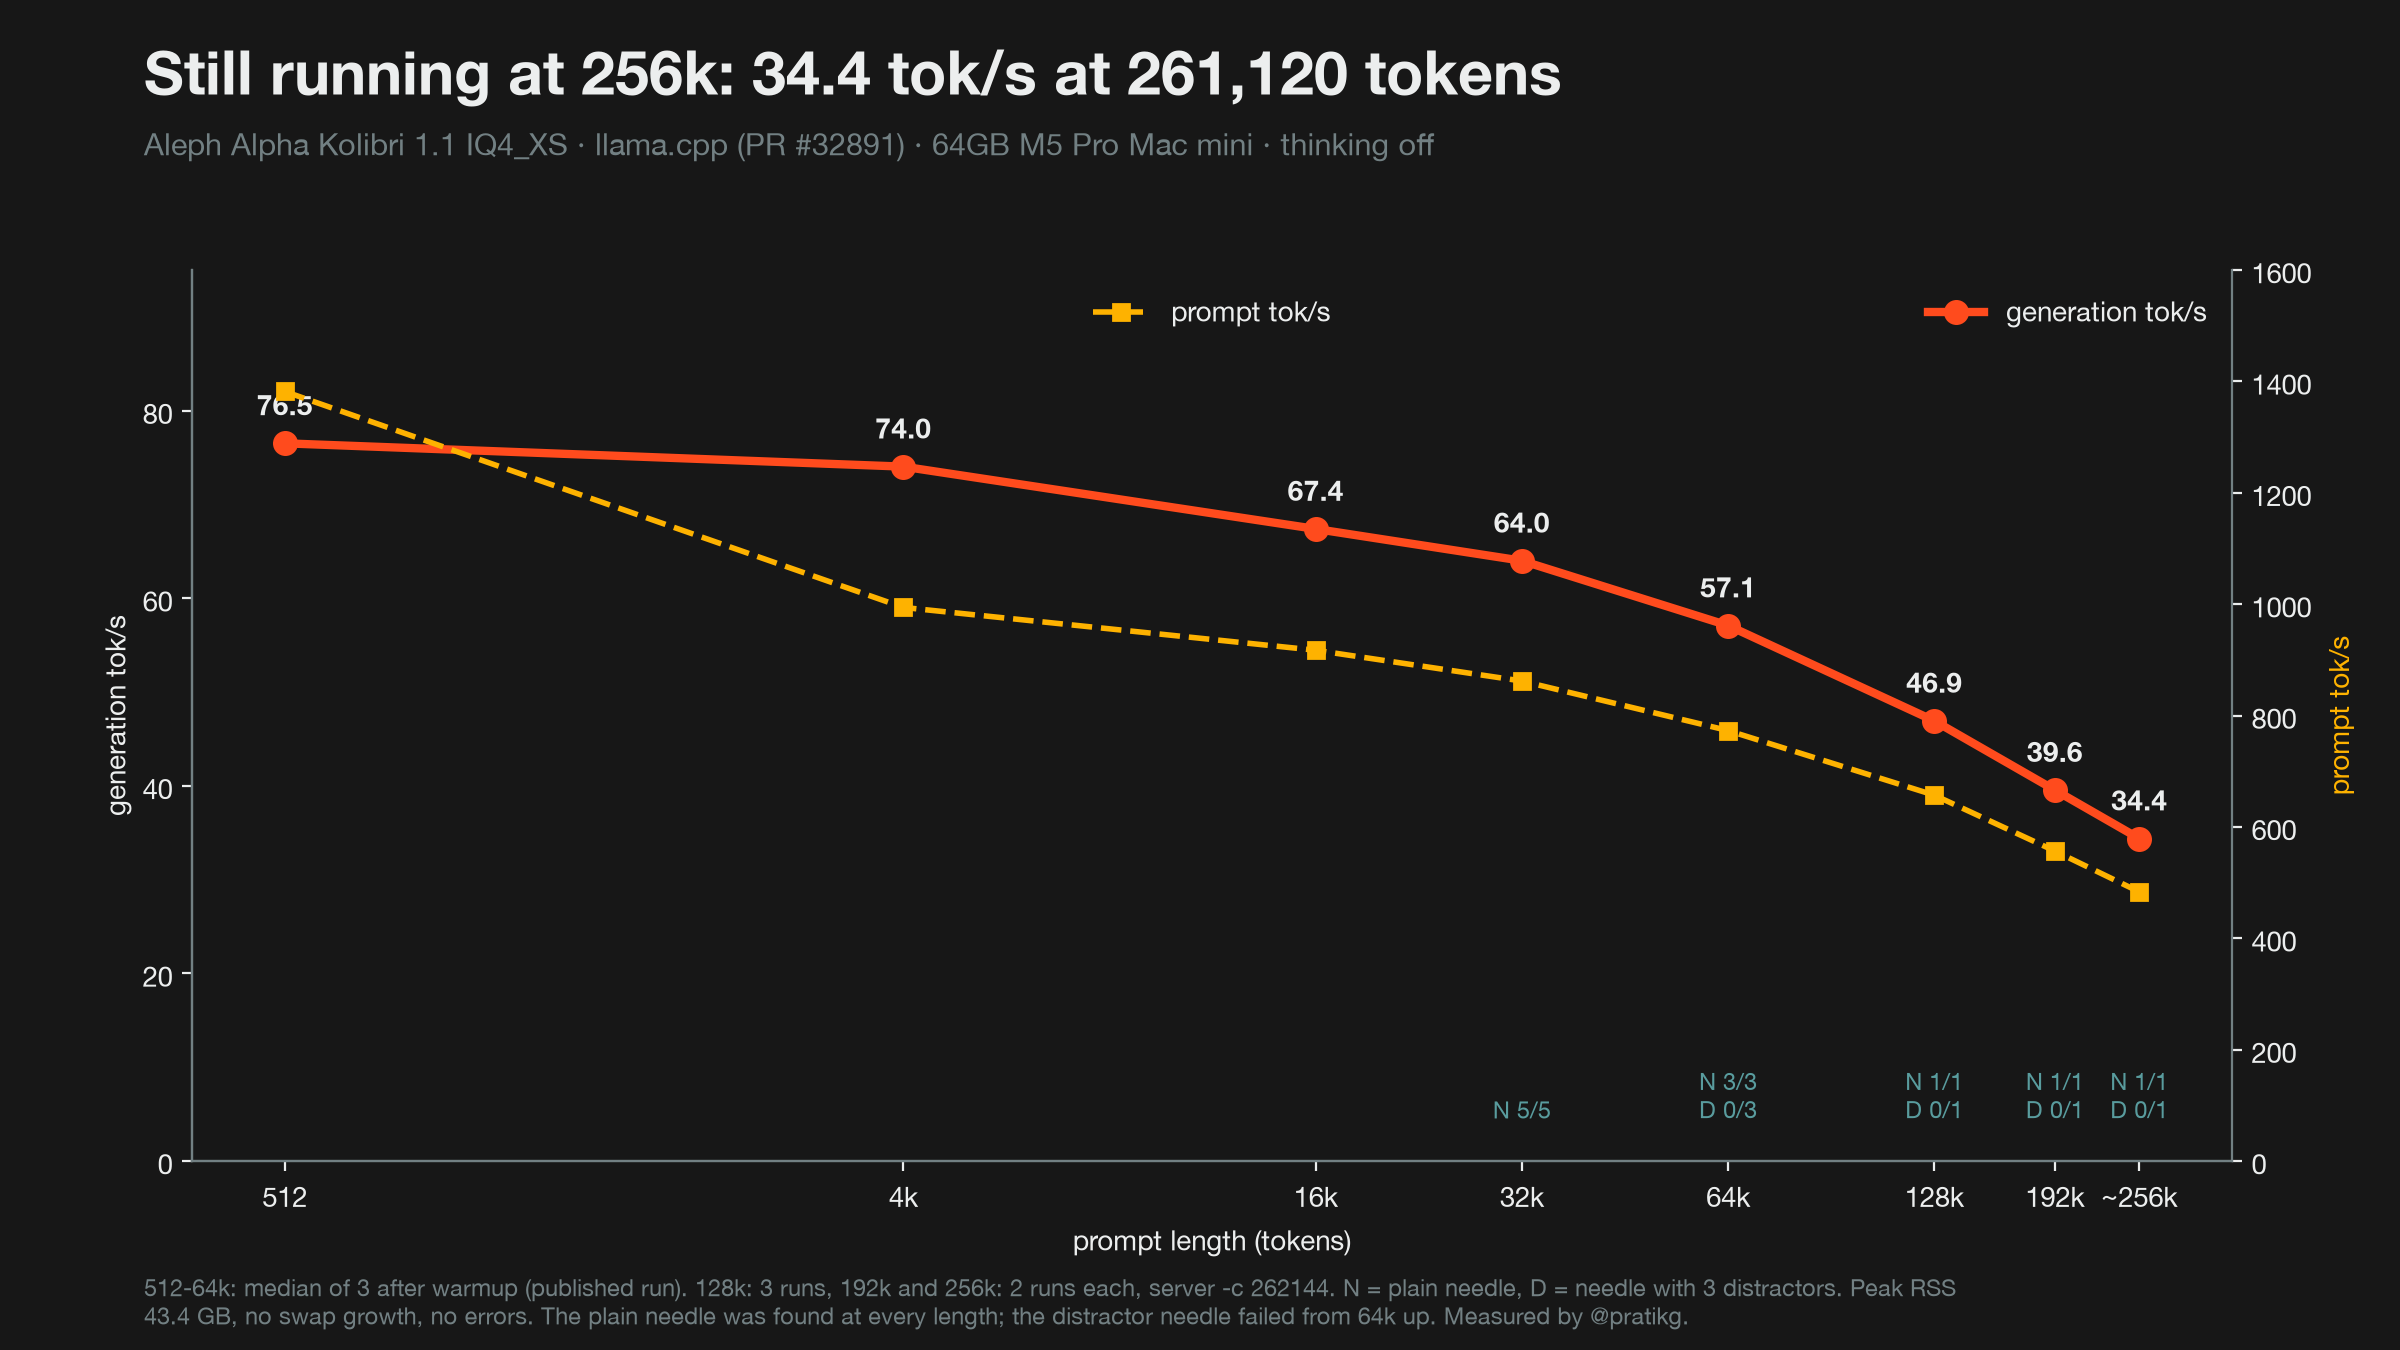 Still running at 256k: 34.4 tok/s at 261,120 tokens
Aleph Alpha Kolibri 1.1 IQ4_XS · llama.cpp (PR #32891) · 64GB M5 Pro Mac mini · thinking off
prompt tok/s
generation tok/s
generation tok/s
80
60
40
20
0
76.5
74.0
67.4
64.0
57.1
46.9
39.6
34.4
N 5/5
N 3/3
D 0/3
N 1/1
D 0/1
N 1/1
D 0/1
N 1/1
D 0/1
1600
1400
1200
1000
800
600
400
200
0
prompt tok/s
512
4k
16k
32k
64k
128k
192k
~256k
prompt length (tokens)
512-64k: median of 3 after warmup (published run). 128k: 3 runs, 192k and 256k: 2 runs each, server -c 262144. N = plain needle, D = needle with 3 distractors. Peak RSS
43.4 GB, no swap growth, no errors. The plain needle was found at every length; the distractor needle failed from 64k up. Measured by @pratikg.